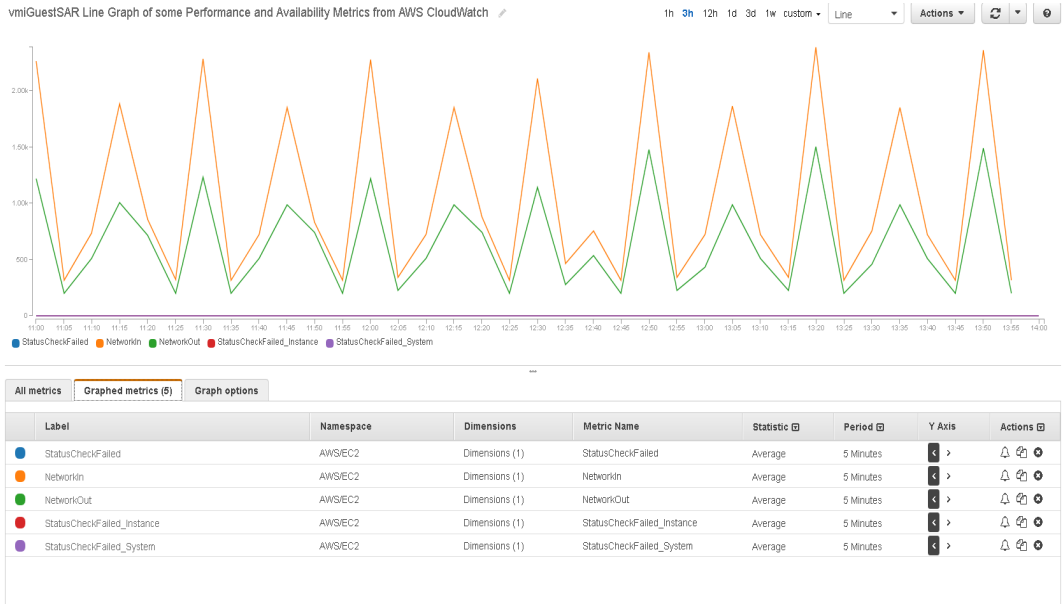 vmiGuestSAR Line Graph of some Performance and Availability Metrics from AWS CloudWatch
1h 3h 12h 1d 3d 1w custom Line Actions
2.00k
1.50k
1.00k
500
0
11:00 11:05 11:10 11:15 11:20 11:25 11:30 11:35 11:40 11:45 11:50 11:55 12:00 12:05 12:10 12:15 12:20 12:25 12:30 12:35 12:40 12:45 12:50 12:55 13:00 13:05 13:10 13:15 13:20 13:25 13:30 13:35 13:40 13:45 13:50 13:55 14:00
StatusCheckFailed NetworkIn NetworkOut StatusCheckFailed_Instance StatusCheckFailed_System
All metrics Graphed metrics (5) Graph options
Label Namespace Dimensions Metric Name Statistic Period Y Axis Actions
StatusCheckFailed AWS/EC2 Dimensions (1) StatusCheckFailed Average 5 Minutes
NetworkIn AWS/EC2 Dimensions (1) NetworkIn Average 5 Minutes
NetworkOut AWS/EC2 Dimensions (1) NetworkOut Average 5 Minutes
StatusCheckFailed_Instance AWS/EC2 Dimensions (1) StatusCheckFailed_Instance Average 5 Minutes
StatusCheckFailed_System AWS/EC2 Dimensions (1) StatusCheckFailed_System Average 5 Minutes